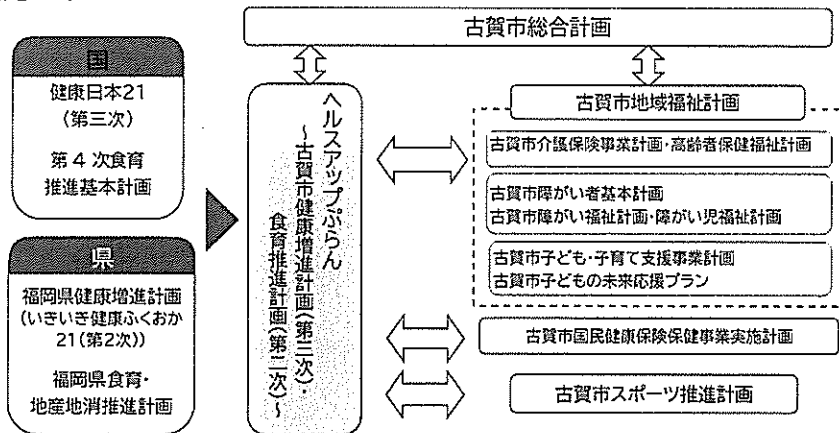 古賀市総合計画
国
健康日本21
(第三次)
第4次食育
推進基本計画
県
福岡県健康増進計画
(いきいき健康ふくおか
21(第2次))
福岡県食育・
地産地消推進計画
ヘルスアップぷらん
~古賀市健康増進計画(第三次)・
食育推進計画(第二次)~
古賀市地域福祉計画
古賀市介護保険事業計画・高齢者保健福祉計画
古賀市障がい者基本計画
古賀市障がい福祉計画・障がい児福祉計画
古賀市子ども・子育て支援事業計画
古賀市子どもの未来応援プラン
古賀市国民健康保険保健事業実施計画
古賀市スポーツ推進計画